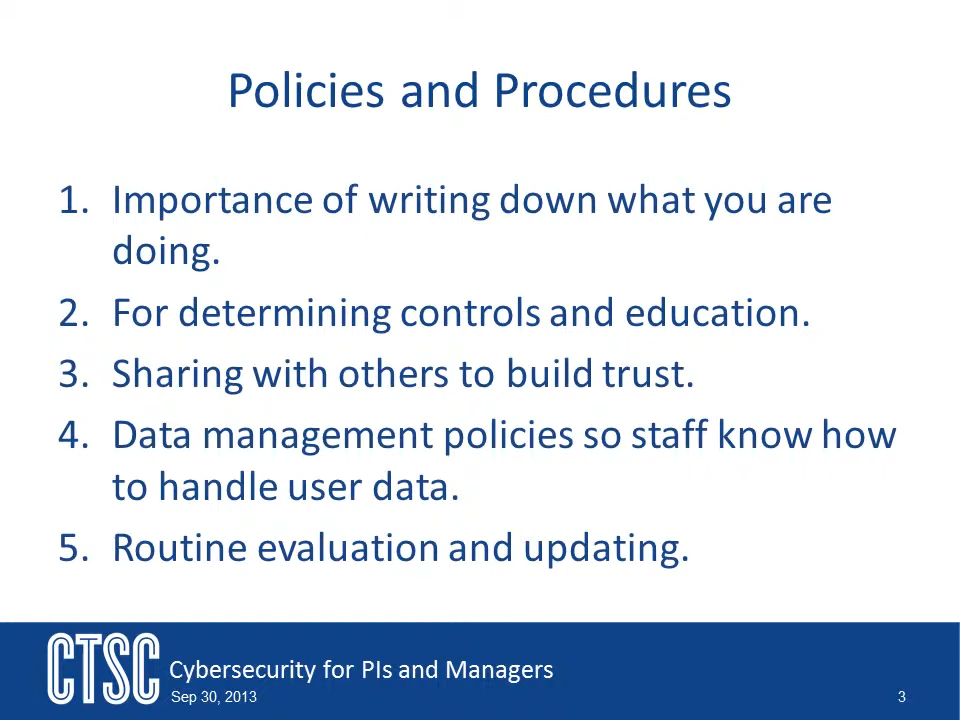 Policies and Procedures
1. Importance of writing down what you are
doing.
2. For determining controls and education.
3. Sharing with others to build trust.
4. Data management policies so staff know how
to handle user data.
5. Routine evaluation and updating.
CTSC
Cybersecurity for PIs and Managers
Sep 30, 2013
3